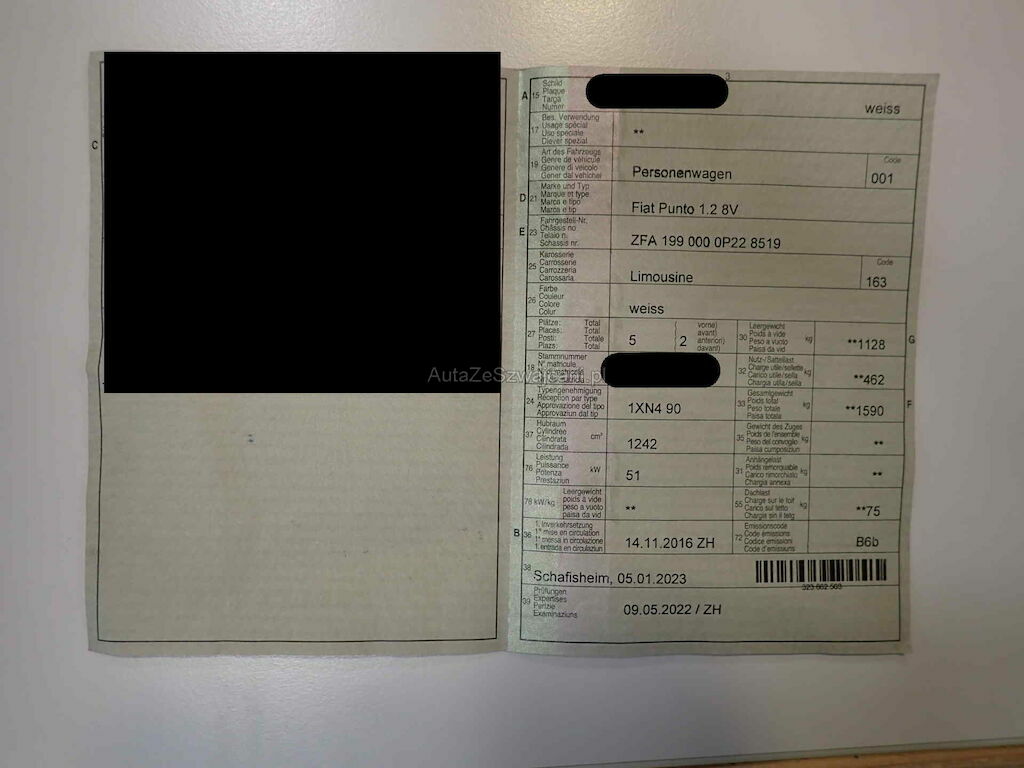 C
A 15 Schild
Plaque
Targa
Numer
3
weiss
17 Bes. Verwendung
Usage spécial
Uso speciale
Diever spezial
**
19 Art des Fahrzeugs
Genre de véhicule
Genere di veicolo
Gener dal vehichel
Personenwagen
Code
001
D 21 Marke und Typ
Marque et type
Marca e tipo
Marca e tip
Fiat Punto 1.2 8V
E 23 Fahrgestell-Nr.
Châssis no
Telaio n.
Schassis nr.
ZFA 199 000 0P22 8519
25 Karosserie
Carrosserie
Carrozzeria
Carossaria
Limousine
Code
163
26 Farbe
Couleur
Colore
Colur
weiss
27 Plätze: Total
Places: Total
Posti: Totale
Plazs: Total
5
2
vorne)
avant)
anteriori)
davant)
30 Leergewicht
Poids à vide
Peso a vuoto
Paisa da vid
kg
**1128
G
18 Stammnummer
N° matricule
AutaZeSzwajcarii.pl
32 Nutz-/Sattellast
Charge utile/sellette
Carico utile/sella
Chargia utila/sella
kg
**462
24 Typengenehmigung
Réception par type
Approvazione del tipo
Approvaziun dal tip
1XN4 90
33 Gesamtgewicht
Poids total
Peso totale
Paisa totala
kg
**1590
F
37 Hubraum
Cylindrée
Cilindrata
Cilindrada
cm³
1242
35 Gewicht des Zuges
Poids de l'ensemble
Peso del convoglio
Paisa cumposiziun
kg
**
76 Leistung
Puissance
Potenza
Prestaziun
kW
51
31 Anhängelast
Poids remorquable
Carico rimorchiato
Chargia annexa
kg
**
78 kW/kg
Leergewicht
poids à vide
peso a vuoto
paisa da vid
**
55 Dachlast
Charge sur le toit
Carico sul tetto
Chargia sin il tetg
kg
**75
B 36 1. Inverkehrsetzung
1re mise en circulation
1a messa in circolazione
1. entrada en circulaziun
14.11.2016 ZH
72 Emissionscode
Code émissions
Codice emissioni
Code d'emissiuns
B6b
38
Schafisheim, 05.01.2023
323.662.563
39 Prüfungen
Expertises
Perizie
Examinaziuns
09.05.2022 / ZH